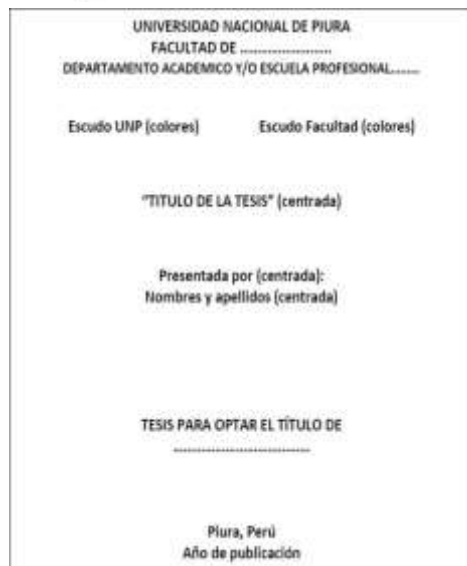 UNIVERSIDAD NACIONAL DE PIURA
FACULTAD DE ........................
DEPARTAMENTO ACADEMICO Y/O ESCUELA PROFESIONAL........
Escudo UNP (colores) Escudo Facultad (colores)
"TITULO DE LA TESIS" (centrada)
Presentada por (centrada):
Nombres y apellidos (centrada)
TESIS PARA OPTAR EL TÍTULO DE
..................................
Piura, Perú
Año de publicación